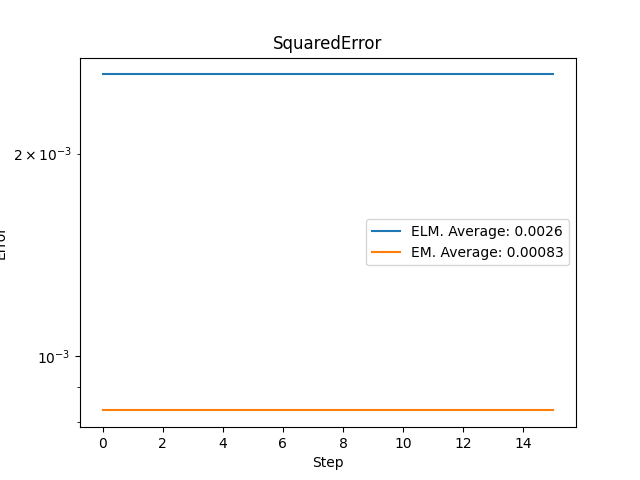 SquaredError
2 × 10⁻³
10⁻³
ELM. Average: 0.0026
EM. Average: 0.00083
0 2 4 6 8 10 12 14
Step